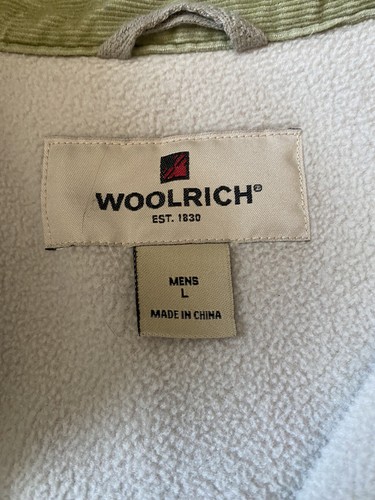 WOOLRICH®
EST. 1830
MENS
L
MADE IN CHINA